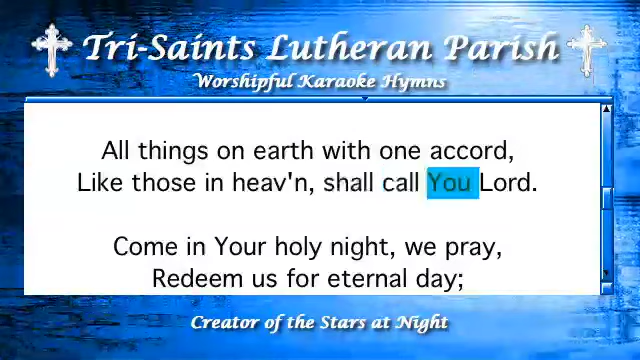 Tri-Saints Lutheran Parish
Worshipful Karaoke Hymns
All things on earth with one accord,
Like those in heav'n, shall call You Lord.
Come in Your holy night, we pray,
Redeem us for eternal day;
Creator of the Stars at Night